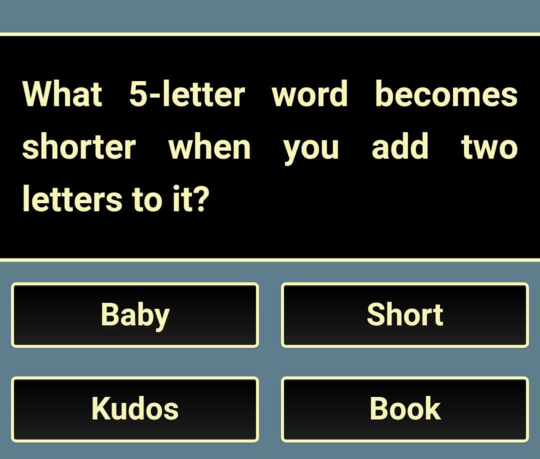 What 5-letter word becomes
shorter when you add two
letters to it?
Baby
Short
Kudos
Book